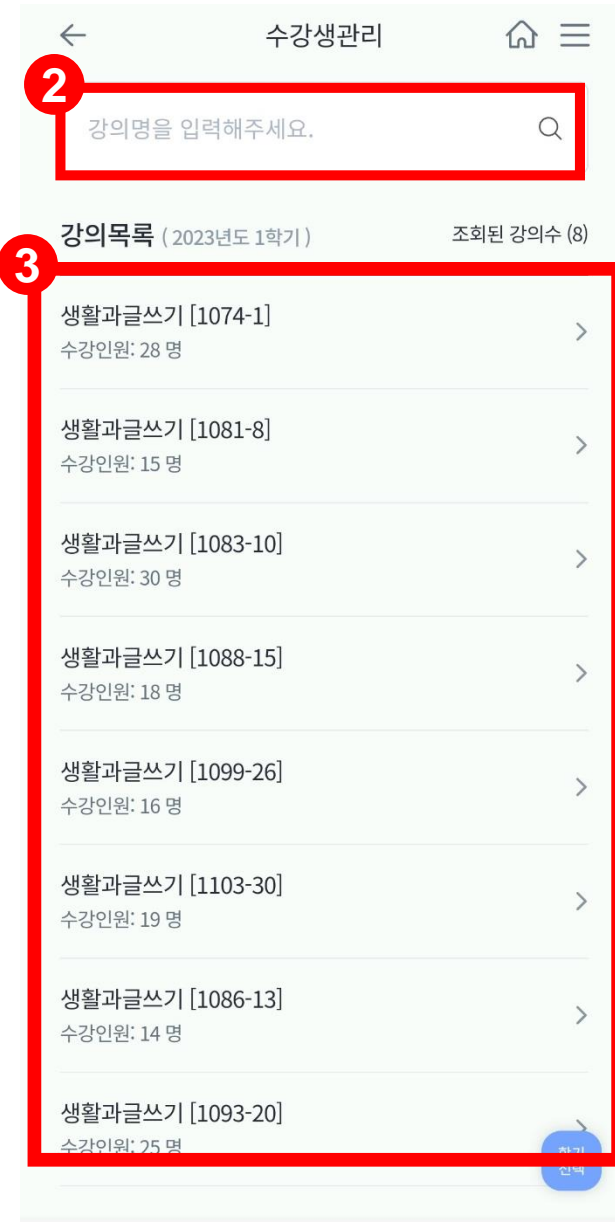 수강생관리
2
강의명을 입력해주세요.
강의목록 ( 2023년도 1학기 ) 조회된 강의수 (8)
3
생활과글쓰기 [1074-1]
수강인원: 28 명
생활과글쓰기 [1081-8]
수강인원: 15 명
생활과글쓰기 [1083-10]
수강인원: 30 명
생활과글쓰기 [1088-15]
수강인원: 18 명
생활과글쓰기 [1099-26]
수강인원: 16 명
생활과글쓰기 [1103-30]
수강인원: 19 명
생활과글쓰기 [1086-13]
수강인원: 14 명
생활과글쓰기 [1093-20]
수강인원: 25 명
학기
선택